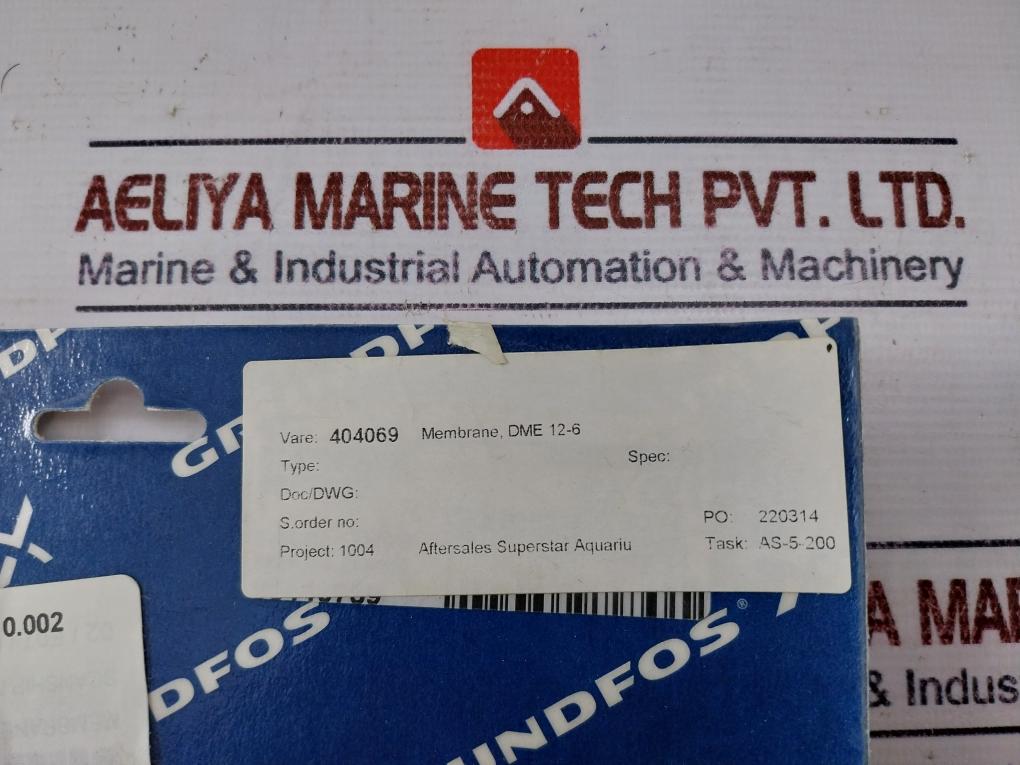 AELIYA MARINE TECH PVT. LTD.
Marine & Industrial Automation & Machinery
Vare: 404069 Membrane, DME 12-6
Type: Spec:
Doc/DWG:
S.order no: PO: 220314
Project: 1004 Aftersales Superstar Aquariu Task: AS-5-200
0.002
DFOS
UNDFOS®
A MAR
& Indus